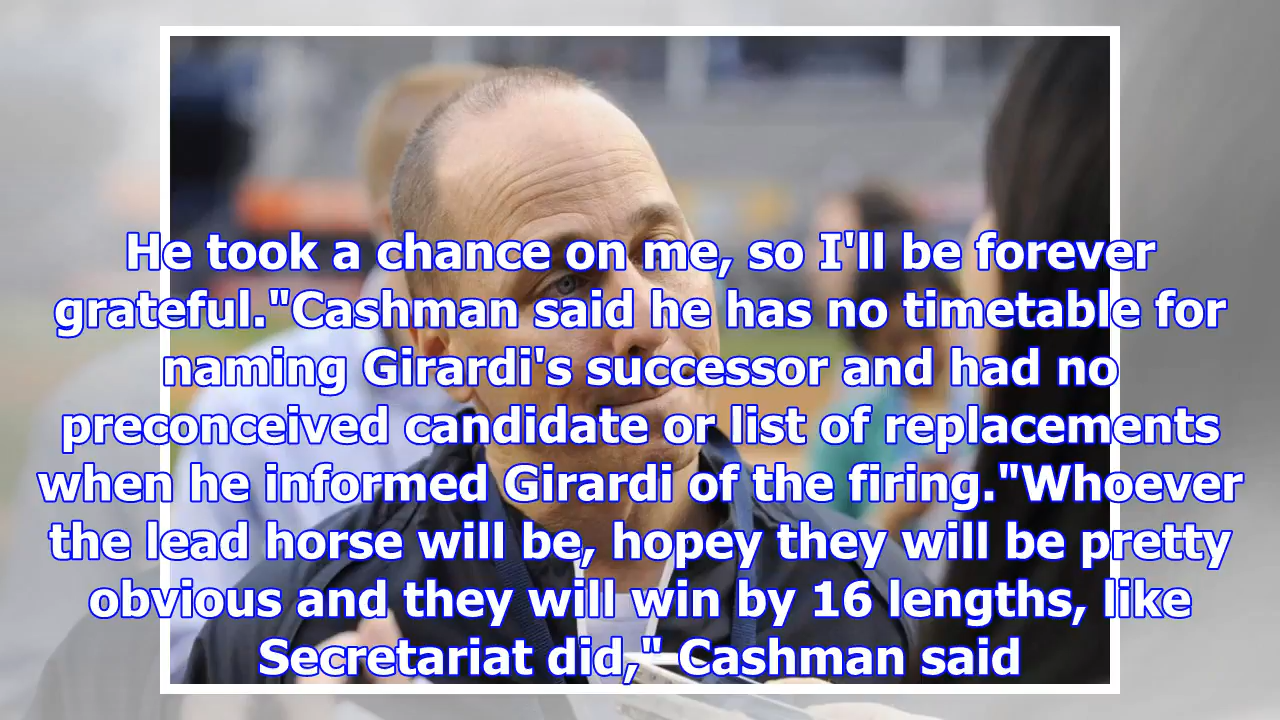 He took a chance on me, so I'll be forever
grateful."Cashman said he has no timetable for
naming Girardi's successor and had no
preconceived candidate or list of replacements
when he informed Girardi of the firing."Whoever
the lead horse will be, hopey they will be pretty
obvious and they will win by 16 lengths, like
Secretariat did," Cashman said